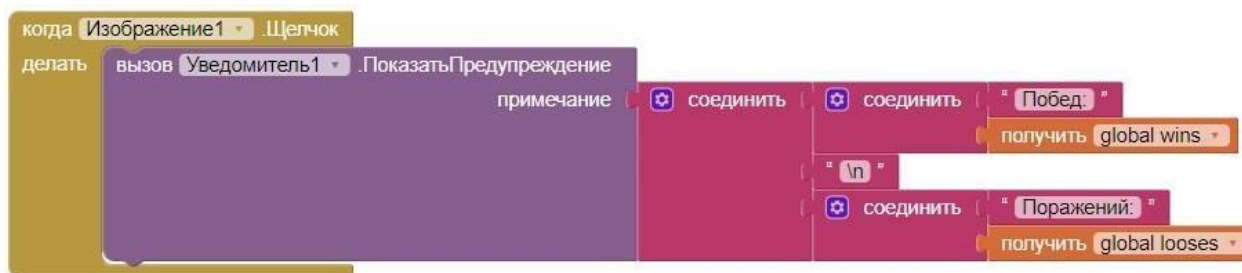 когда Изображение1 .Щелчок
делать вызов Уведомитель1 .ПоказатьПредупреждение
примечание соединить соединить " Побед: "
получить global wins
" \n "
соединить " Поражений: "
получить global looses